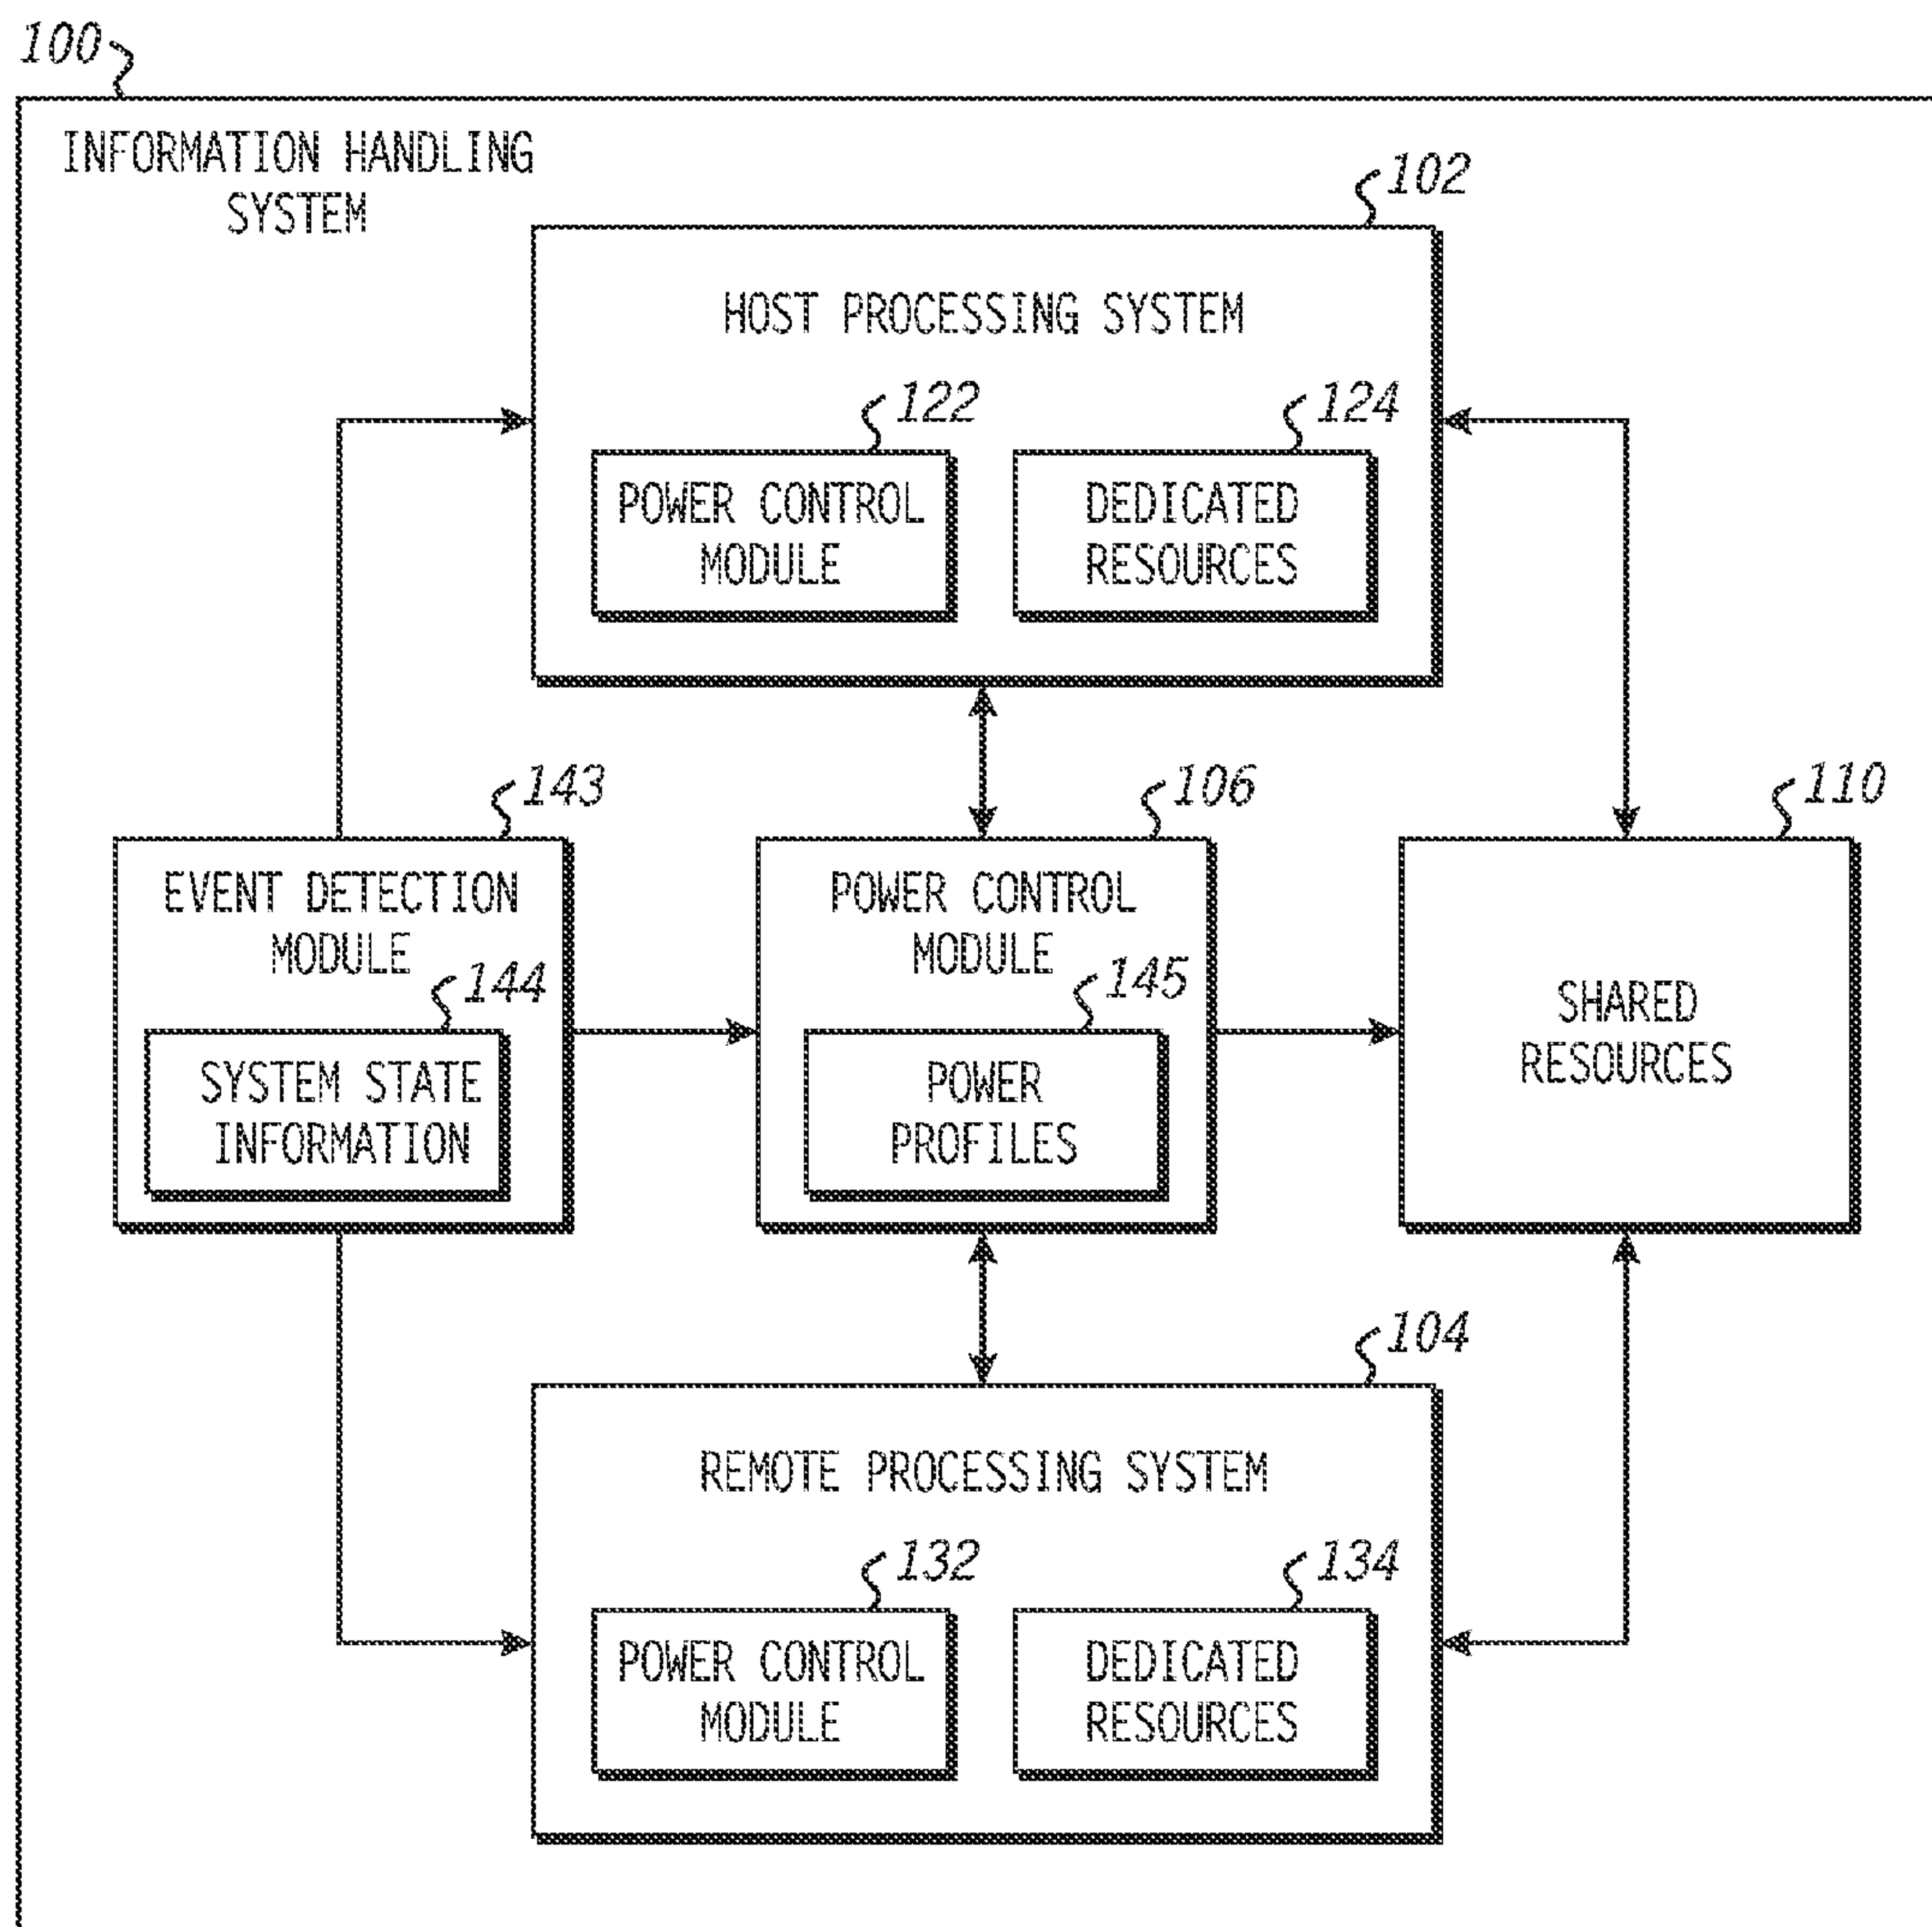 100
INFORMATION HANDLING
SYSTEM
102
HOST PROCESSING SYSTEM
122
124
POWER CONTROL
MODULE
DEDICATED
RESOURCES
143
106
110
EVENT DETECTION
MODULE
144
SYSTEM STATE
INFORMATION
POWER CONTROL
MODULE
145
POWER
PROFILES
SHARED
RESOURCES
104
REMOTE PROCESSING SYSTEM
132
134
POWER CONTROL
MODULE
DEDICATED
RESOURCES